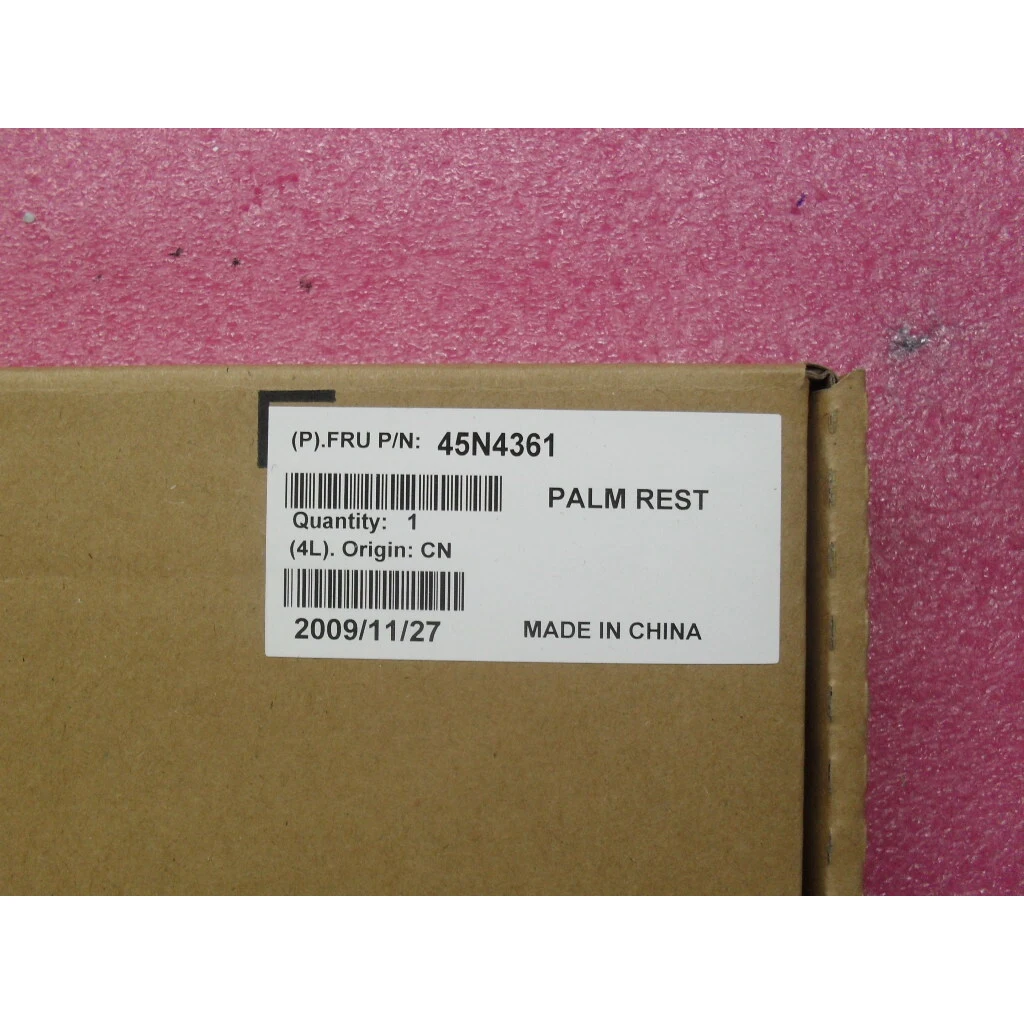 (P).FRU P/N: 45N4361
PALM REST
Quantity: 1
(4L). Origin: CN
2009/11/27
MADE IN CHINA